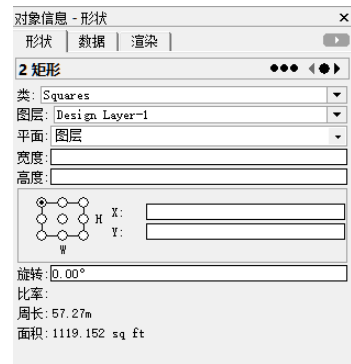 对象信息 - 形状
形状 数据 渲染
2 矩形
类: Squares
图层: Design Layer-1
平面: 图层
宽度:
高度:
H X:
Y:
W
旋转: 0.00°
比率:
周长: 57.27m
面积: 1119.152 sq ft